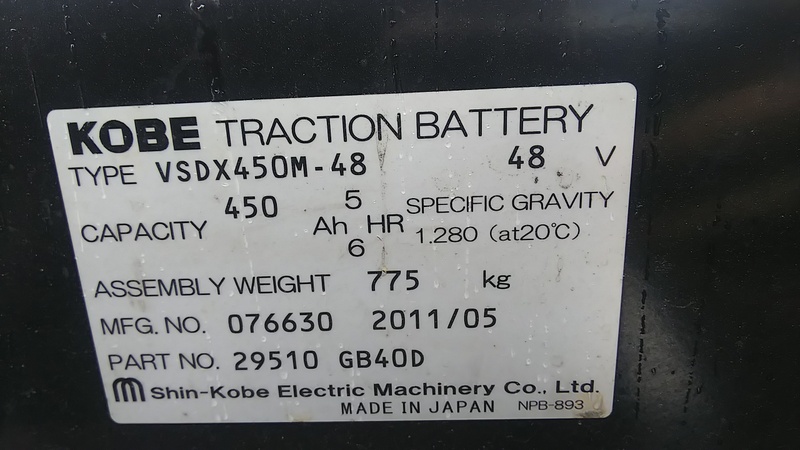 KOBE TRACTION BATTERY
TYPE VSDX450M-48 48 V
CAPACITY 450 Ah 5 HR SPECIFIC GRAVITY
6 1.280 (at20℃)
ASSEMBLY WEIGHT 775 kg
MFG. NO. 076630 2011/05
PART NO. 29510 GB40D
Shin-Kobe Electric Machinery Co., Ltd.
MADE IN JAPAN NPB-893